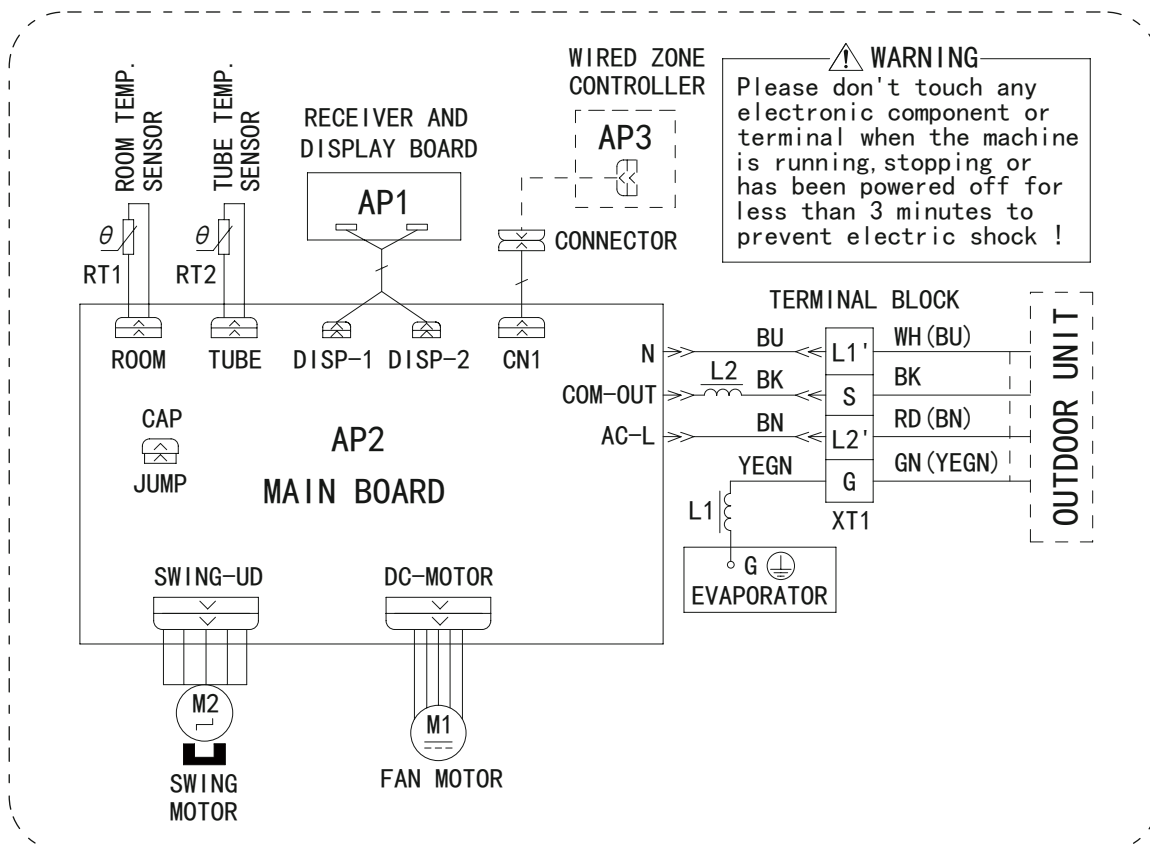 ROOM TEMP.
SENSOR
TUBE TEMP.
SENSOR
θ
RT1
θ
RT2
RECEIVER AND
DISPLAY BOARD
AP1
WIRED ZONE
CONTROLLER
AP3
CONNECTOR
WARNING
Please don't touch any
electronic component or
terminal when the machine
is running, stopping or
has been powered off for
less than 3 minutes to
prevent electric shock !
ROOM
TUBE
DISP-1
DISP-2
CN1
CAP
JUMP
AP2
MAIN BOARD
N
COM-OUT
AC-L
TERMINAL BLOCK
BU
L1'
WH(BU)
L2
BK
S
BK
BN
L2'
RD(BN)
YEGN
G
GN(YEGN)
XT1
OUTDOOR UNIT
L1
G
EVAPORATOR
SWING-UD
DC-MOTOR
M2
SWING
MOTOR
M1
FAN MOTOR